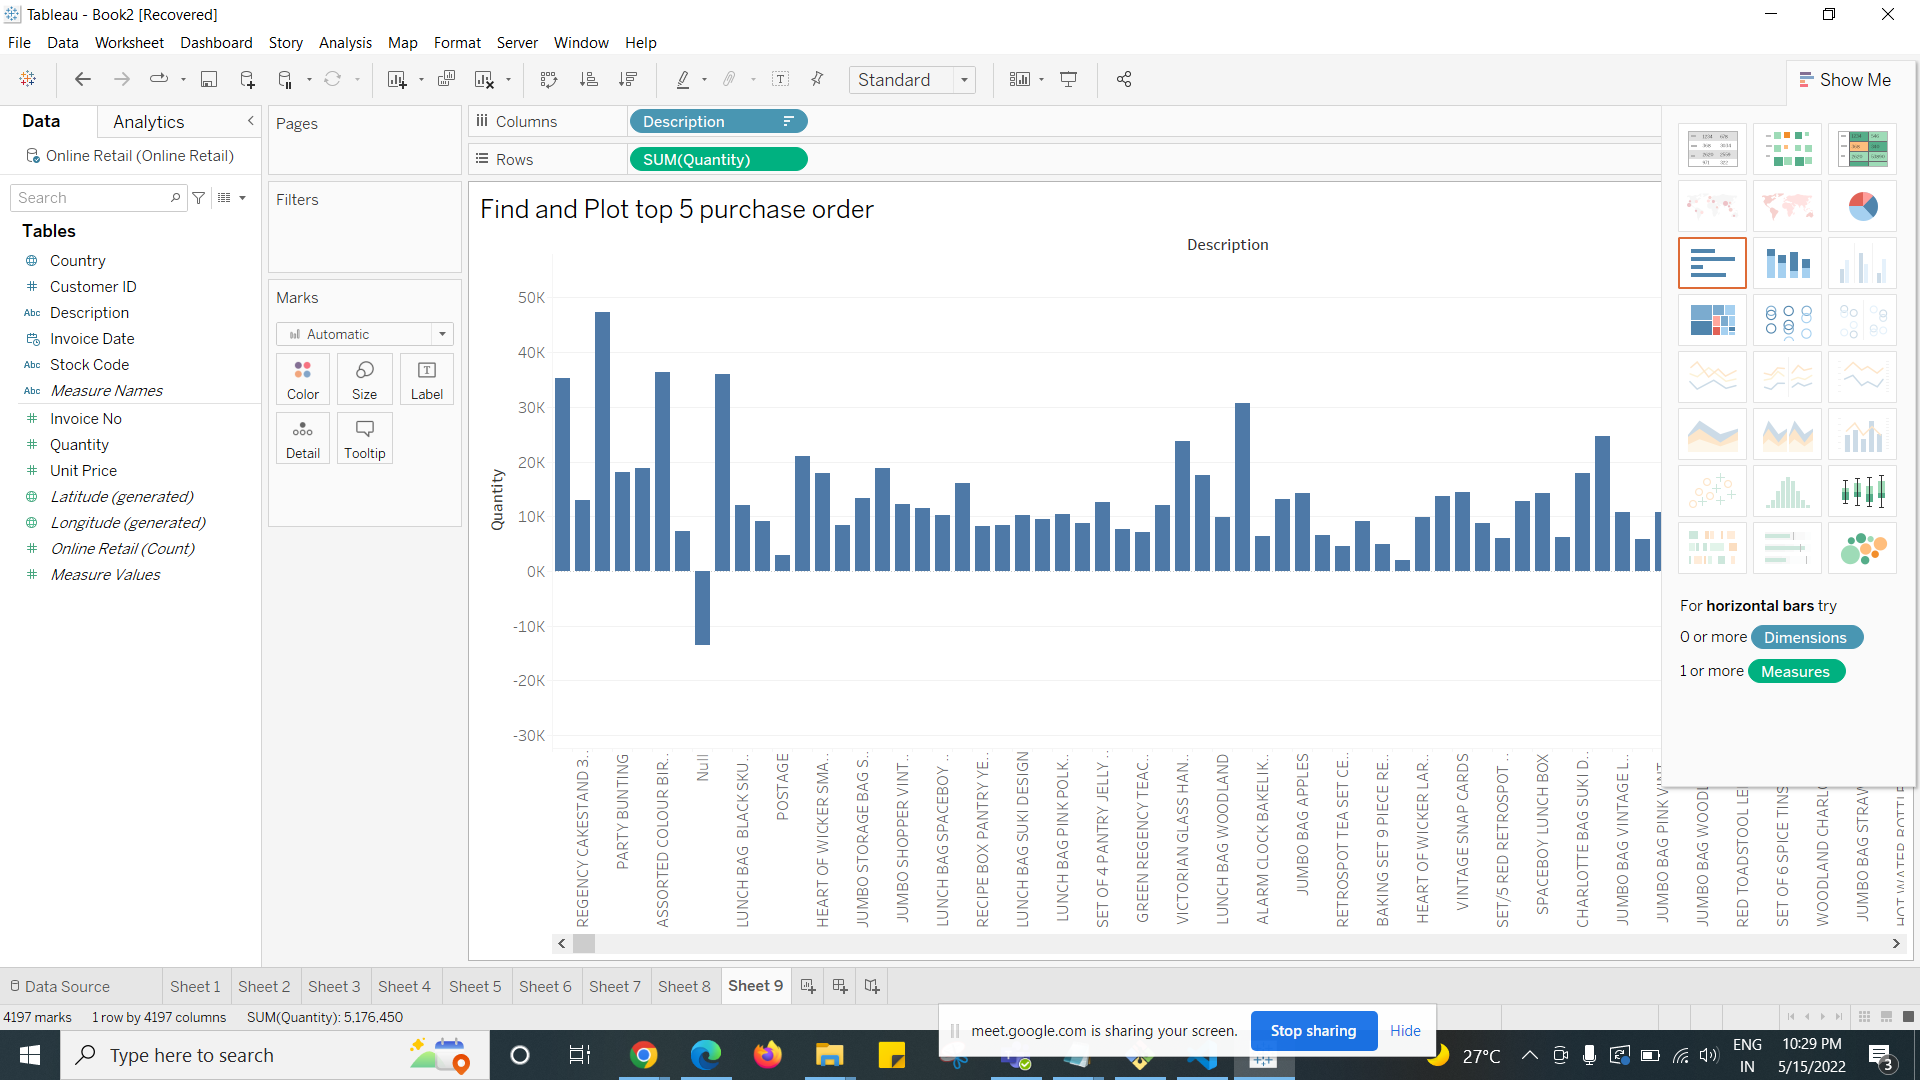 Tableau - Book2 [Recovered]
File Data Worksheet Dashboard Story Analysis Map Format Server Window Help
Standard
Show Me
Data
Analytics
Online Retail (Online Retail)
Search
Tables
Country
Customer ID
Abc Description
Invoice Date
Abc Stock Code
Abc Measure Names
Invoice No
Quantity
Unit Price
Latitude (generated)
Longitude (generated)
Online Retail (Count)
Measure Values
Pages
Filters
Marks
Automatic
Color
Size
Label
Detail
Tooltip
Columns
Description
Rows
SUM(Quantity)
Find and Plot top 5 purchase order
Description
Quantity
50K
40K
30K
20K
10K
0K
-10K
-20K
-30K
REGENCY CAKESTAND 3..
PARTY BUNTING
ASSORTED COLOUR BIR..
Null
LUNCH BAG BLACK SKU..
POSTAGE
HEART OF WICKER SMA..
JUMBO STORAGE BAG S..
JUMBO SHOPPER VINT..
LUNCH BAG SPACEBOY ..
RECIPE BOX PANTRY YE..
LUNCH BAG SUKI DESIGN
LUNCH BAG PINK POLK..
SET OF 4 PANTRY JELLY ..
GREEN REGENCY TEAC..
VICTORIAN GLASS HAN..
LUNCH BAG WOODLAND
ALARM CLOCK BAKELIK..
JUMBO BAG APPLES
RETROSPOT TEA SET CE..
BAKING SET 9 PIECE RE..
HEART OF WICKER LAR..
VINTAGE SNAP CARDS
SET/5 RED RETROSPOT ..
SPACEBOY LUNCH BOX
CHARLOTTE BAG SUKI D..
JUMBO BAG VINTAGE L..
JUMBO BAG PINK VINT
JUMBO BAG WOODL
RED TOADSTOOL LE
SET OF 6 SPICE TINS
WOODLAND CHARLO
JUMBO BAG STRAW
HOT WATER BOTTLE
For horizontal bars try
0 or more Dimensions
1 or more Measures
Data Source
Sheet 1
Sheet 2
Sheet 3
Sheet 4
Sheet 5
Sheet 6
Sheet 7
Sheet 8
Sheet 9
4197 marks 1 row by 4197 columns SUM(Quantity): 5,176,450
meet.google.com is sharing your screen.
Stop sharing
Hide
Type here to search
27°C
ENG
IN
10:29 PM
5/15/2022
3